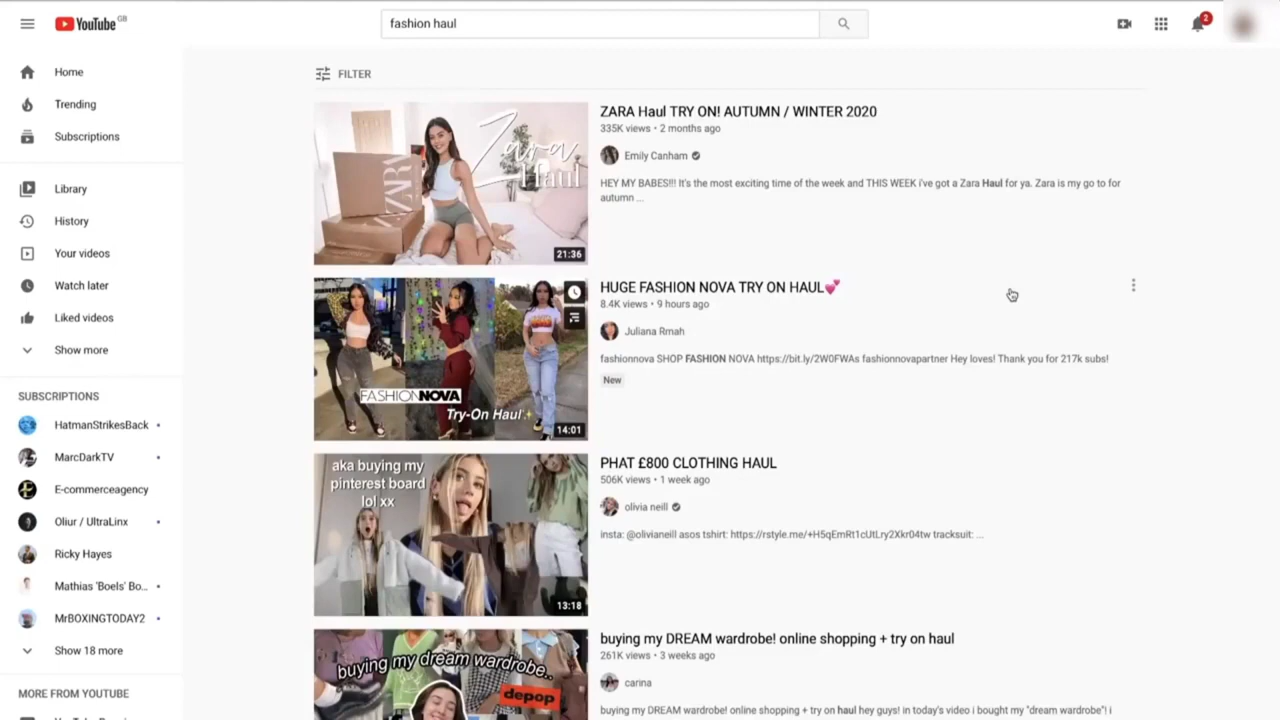 YouTube GB
fashion haul
2
Home
Trending
Subscriptions
Library
History
Your videos
Watch later
Liked videos
Show more
SUBSCRIPTIONS
HatmanStrikesBack
MarcDarkTV
E-commerceagency
Oliur / UltraLinx
Ricky Hayes
Mathias 'Boels' Bo...
MrBOXINGTODAY2
Show 18 more
MORE FROM YOUTUBE
FILTER
ZARA
Zara
Haul
21:36
ZARA Haul TRY ON! AUTUMN / WINTER 2020
335K views • 2 months ago
Emily Canham
HEY MY BABES!!! It's the most exciting time of the week and THIS WEEK i've got a Zara Haul for ya. Zara is my go to for
autumn ...
FASHIONNOVA
Try-On Haul
14:01
HUGE FASHION NOVA TRY ON HAUL💕
8.4K views • 9 hours ago
Juliana Rrnah
fashionnova SHOP FASHION NOVA https://bit.ly/2W0FWAs fashionnovapartner Hey loves! Thank you for 217k subs!
New
aka buying my
pinterest board
lol xx
13:18
PHAT £800 CLOTHING HAUL
506K views • 1 week ago
olivia neill
insta: @olivianeill asos tshirt: https://rstyle.me/+H5qEmRt1cUtLry2Xkr04tw tracksuit: ...
buying my dream wardrobe..
depop
buying my DREAM wardrobe! online shopping + try on haul
261K views • 3 weeks ago
carina
buying my DREAM wardrobe! online shopping + try on haul hey guys! in today's video i bought my "dream wardrobe"! i